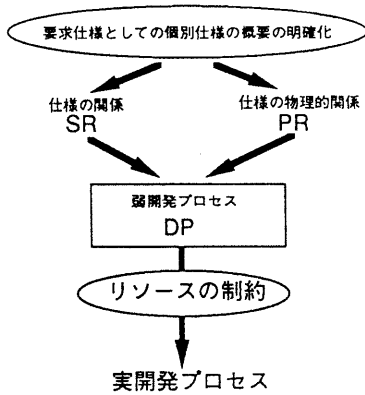 要求仕様としての個別仕様の概要の明確化
仕様の関係
SR
仕様の物理的関係
PR
弱開発プロセス
DP
リソースの制約
実開発プロセス